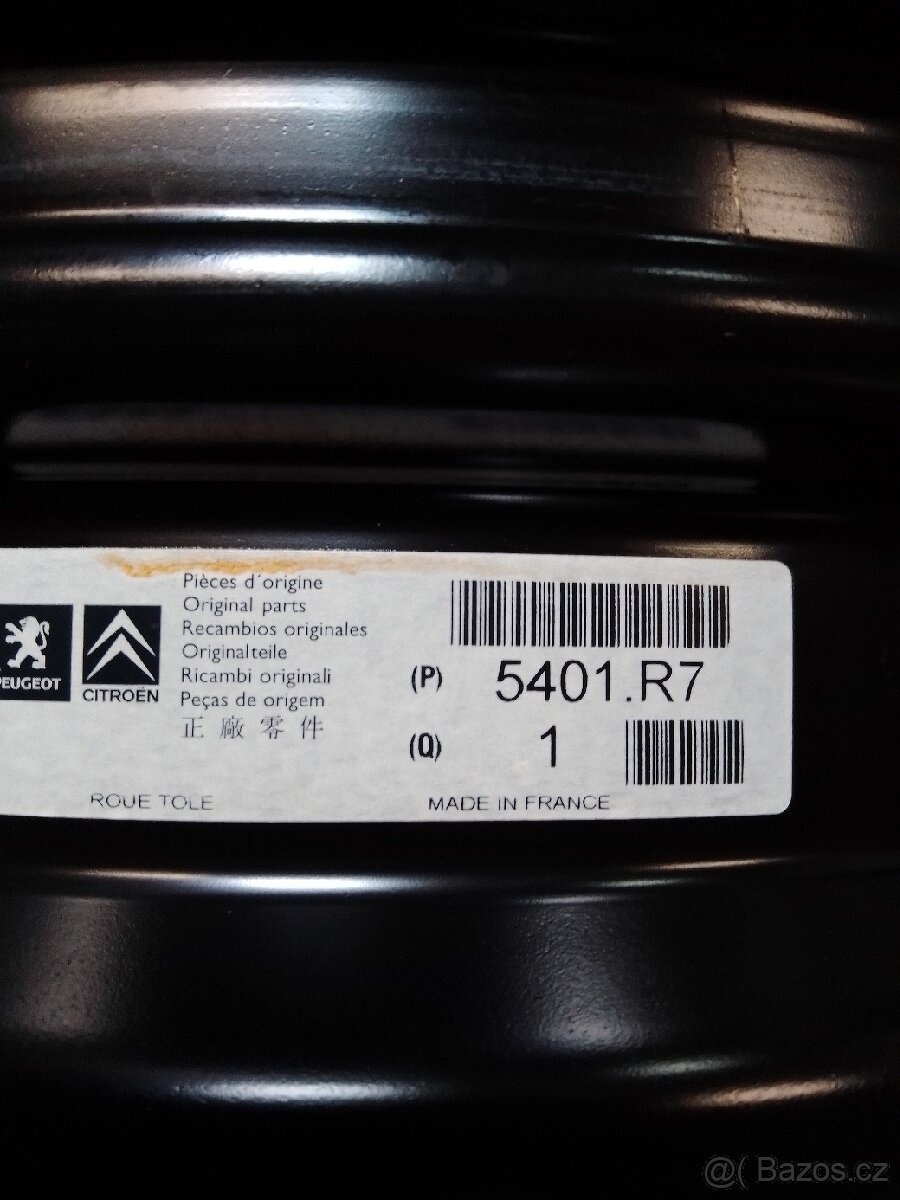 Pièces d'origine
Original parts
Recambios originales
Originalteile
Ricambi originali
Peças de origem
正廠零件
PEUGEOT
CITROËN
(P) 5401.R7
(Q) 1
ROUE TOLE
MADE IN FRANCE
@( Bazos.cz